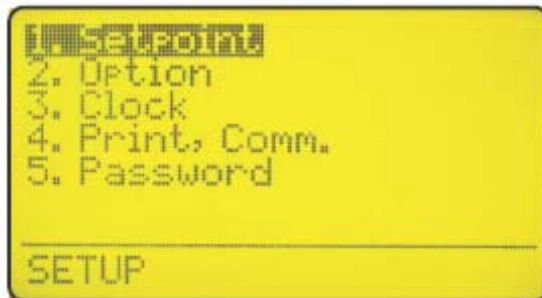 1. Setpoint
2. Option
3. Clock
4. Print, Comm.
5. Password
SETUP